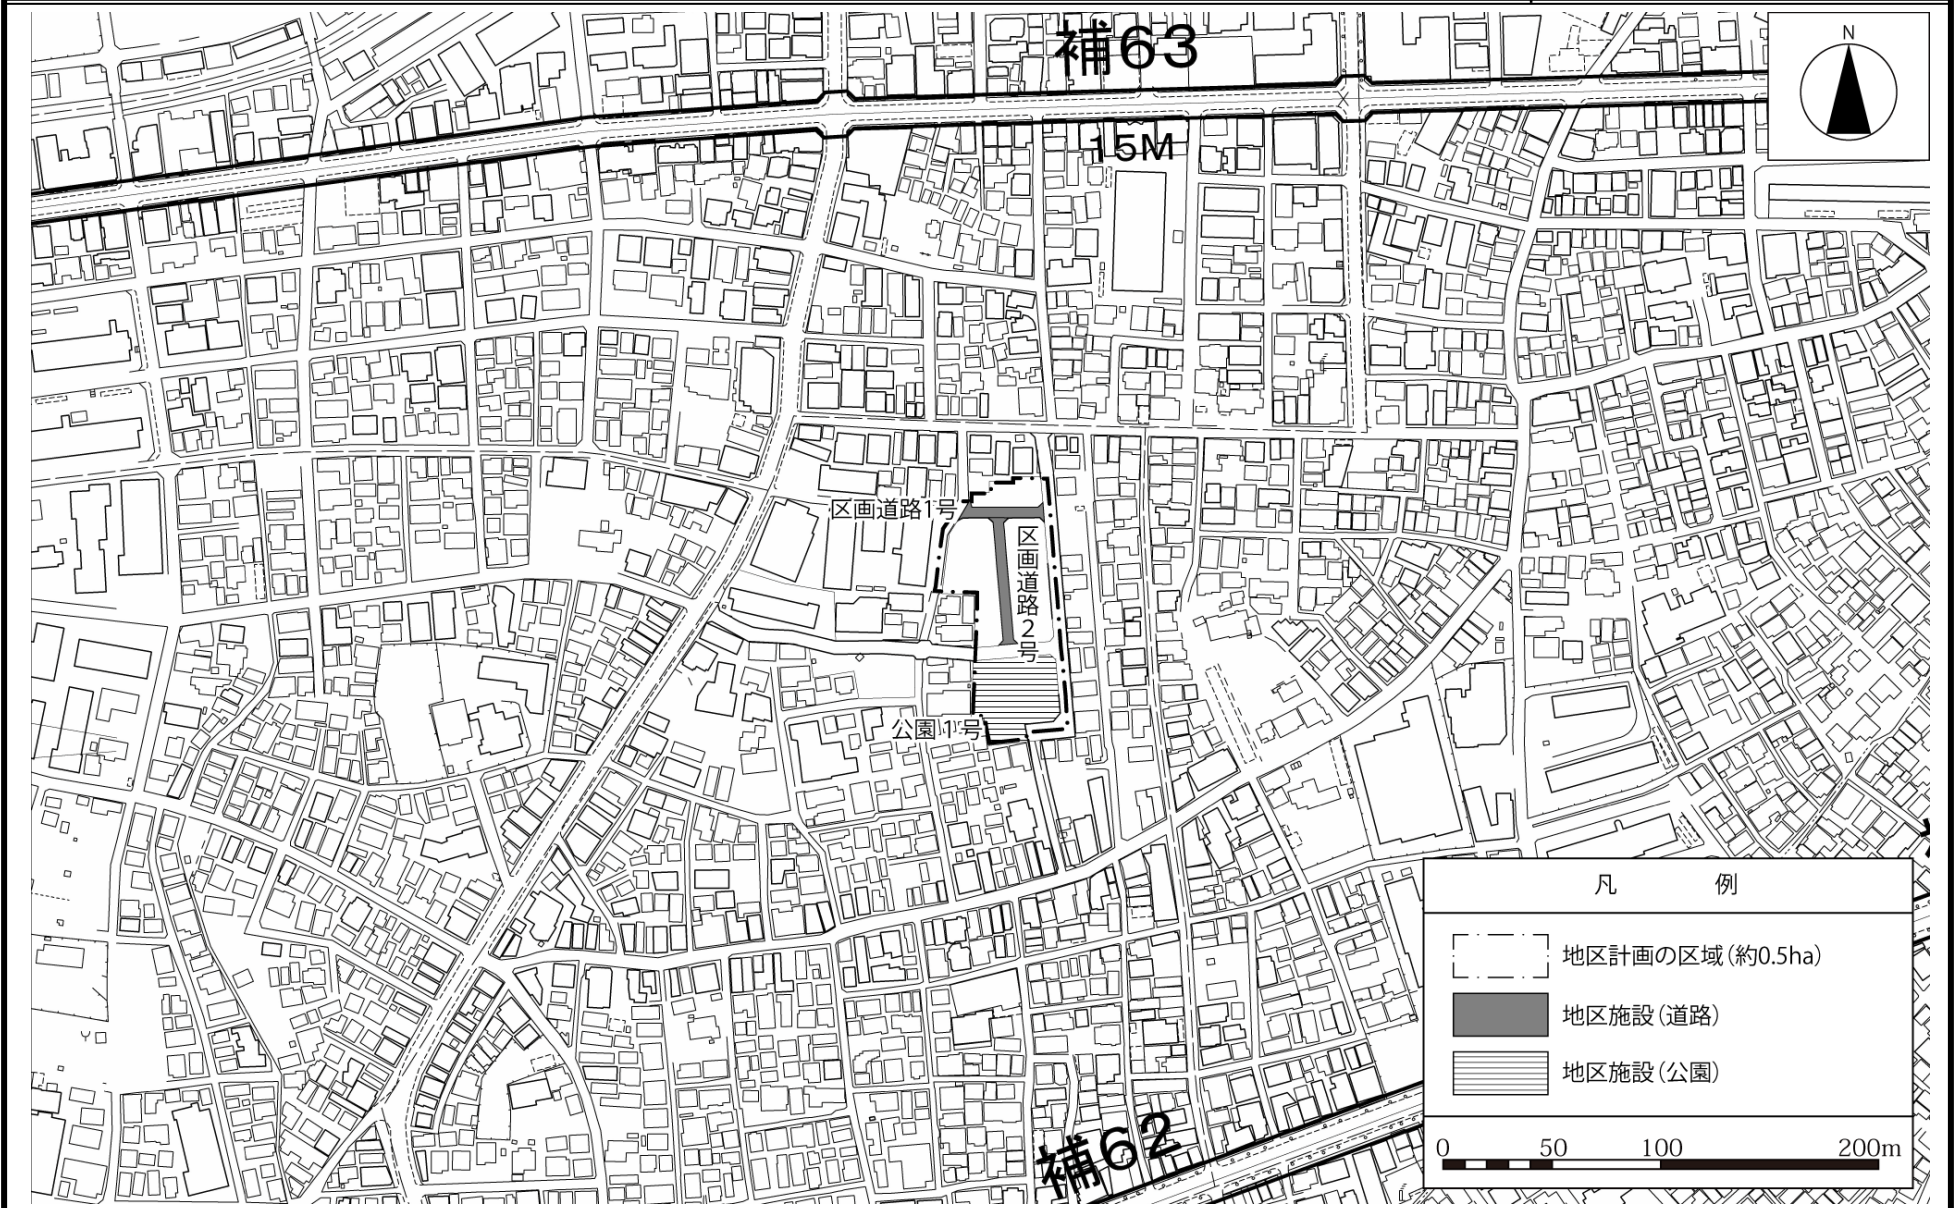 補63
N
15M
区画道路1号
区画道路2号
公園1号
補62
凡 例
地区計画の区域(約0.5ha)
地区施設(道路)
地区施設(公園)
0 50 100 200m